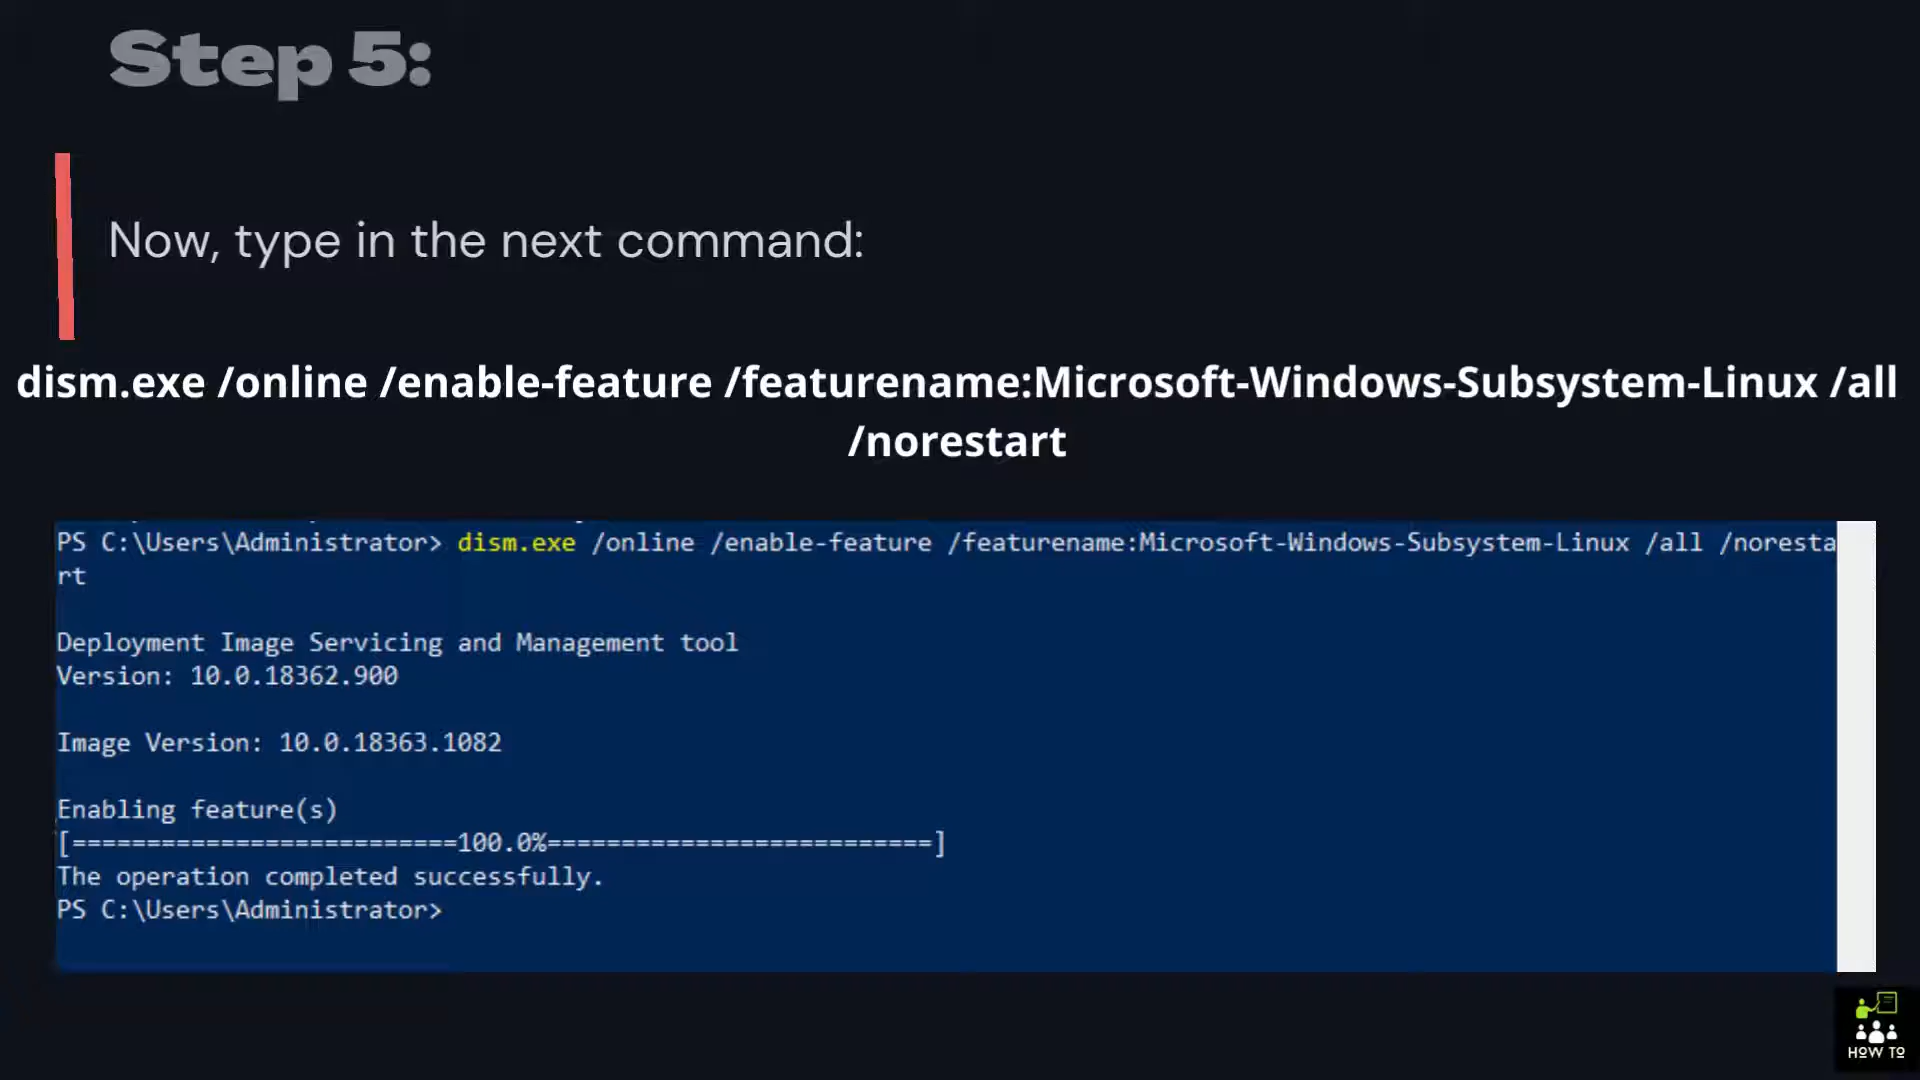 Step 5:
Now, type in the next command:
dism.exe /online /enable-feature /featurename:Microsoft-Windows-Subsystem-Linux /all
/norestart
PS C:\Users\Administrator> dism.exe /online /enable-feature /featurename:Microsoft-Windows-Subsystem-Linux /all /noresta
rt
Deployment Image Servicing and Management tool
Version: 10.0.18362.900
Image Version: 10.0.18363.1082
Enabling feature(s)
[==========================100.0%==========================]
The operation completed successfully.
PS C:\Users\Administrator>
HOW TO